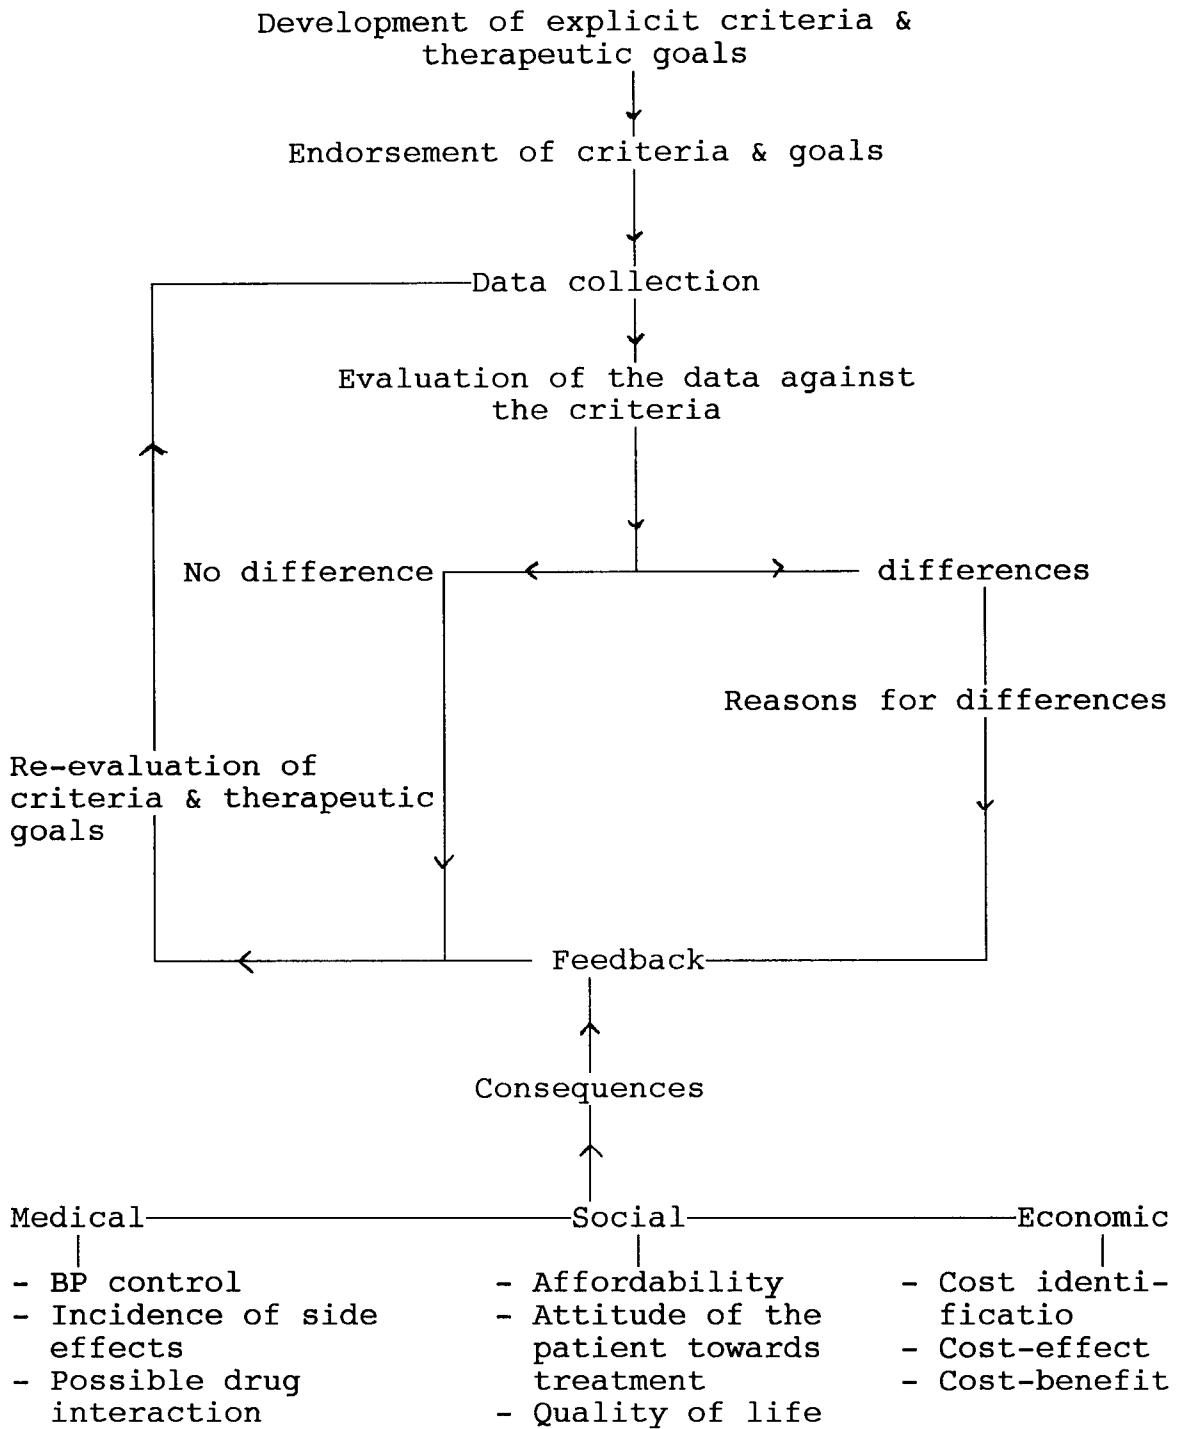 Development of explicit criteria &
therapeutic goals
Endorsement of criteria & goals
Data collection
Evaluation of the data against
the criteria
No difference
differences
Reasons for differences
Re-evaluation of
criteria & therapeutic
goals
Feedback
Consequences
Medical
Social
Economic
- BP control
- Incidence of side
effects
- Possible drug
interaction
- Affordability
- Attitude of the
patient towards
treatment
- Quality of life
- Cost identi-
ficatio
- Cost-effect
- Cost-benefit